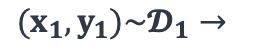 (x₁, y₁)~𝓓₁ →